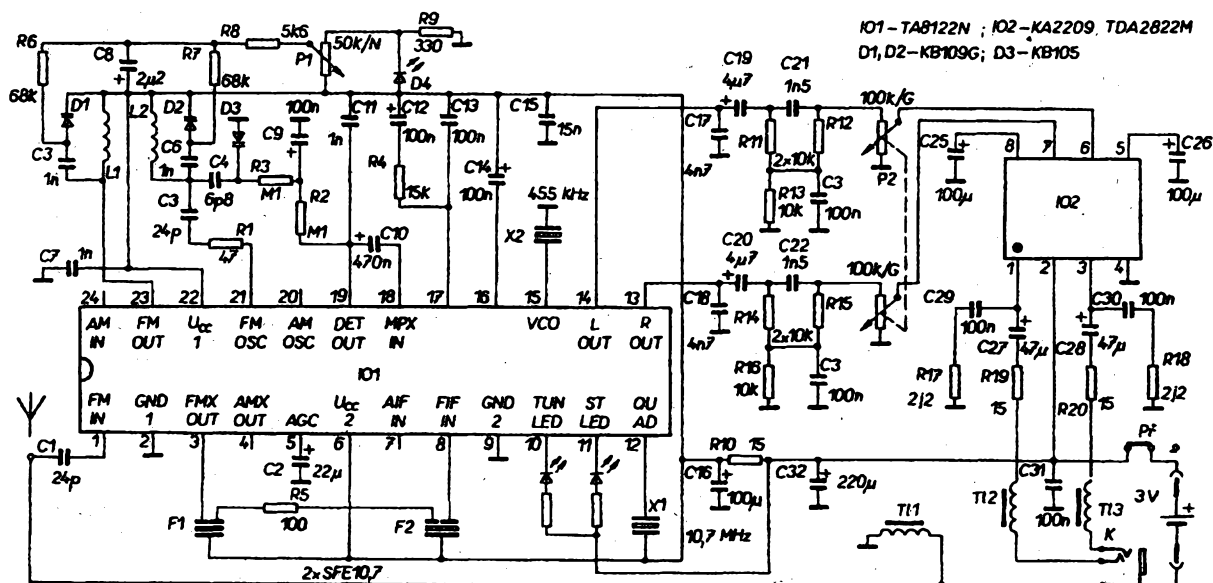 IO1-TA8122N ; IO2-KA2209, TDA2822M
D1,D2-KB109G; D3-KB105
R6
68k
C8
2µ2
R8
5k6
R7
68k
P1
50K/N
R9
330
D4
D1
L2
D2
D3
100n
C9
C11
1n
C12
100n
C13
100n
C15
15n
C3
1n
L1
C6
1n
C4
6p8
R3
M1
R2
M1
R4
15k
C14
100n
C3
24p
R1
47
C10
470n
C7
1n
455 KHz
X2
C17
4n7
C19
4µ7
C21
1n5
R11
R12
2x10k
R13
10k
C3
100n
100k/G
P2
C18
4n7
C20
4µ7
C22
1n5
R14
R15
2x10k
R16
10k
C3
100n
100k/G
C25
100µ
8
7
6
5
C26
100µ
IO2
1
2
3
4
C29
100n
C27
47µ
C28
47µ
C30
100n
R17
2j2
R19
15
R20
15
R18
2j2
24
23
22
21
20
19
18
17
16
15
14
13
AM IN
FM OUT
Ucc 1
FM OSC
AM OSC
DET OUT
MPX IN
VCO
L OUT
R OUT
IO1
FM IN
GND 1
FMX OUT
AMX OUT
AGC
Ucc 2
AIF IN
FIF IN
GND 2
TUN LED
ST LED
QU AD
1
2
3
4
5
6
7
8
9
10
11
12
C1
24p
C2
22µ
R5
100
F1
F2
2xSFE10,7
X1
10,7 MHz
R10
15
C16
100µ
C32
220µ
C31
100n
Tl1
Tl2
Tl3
K
Př
3V